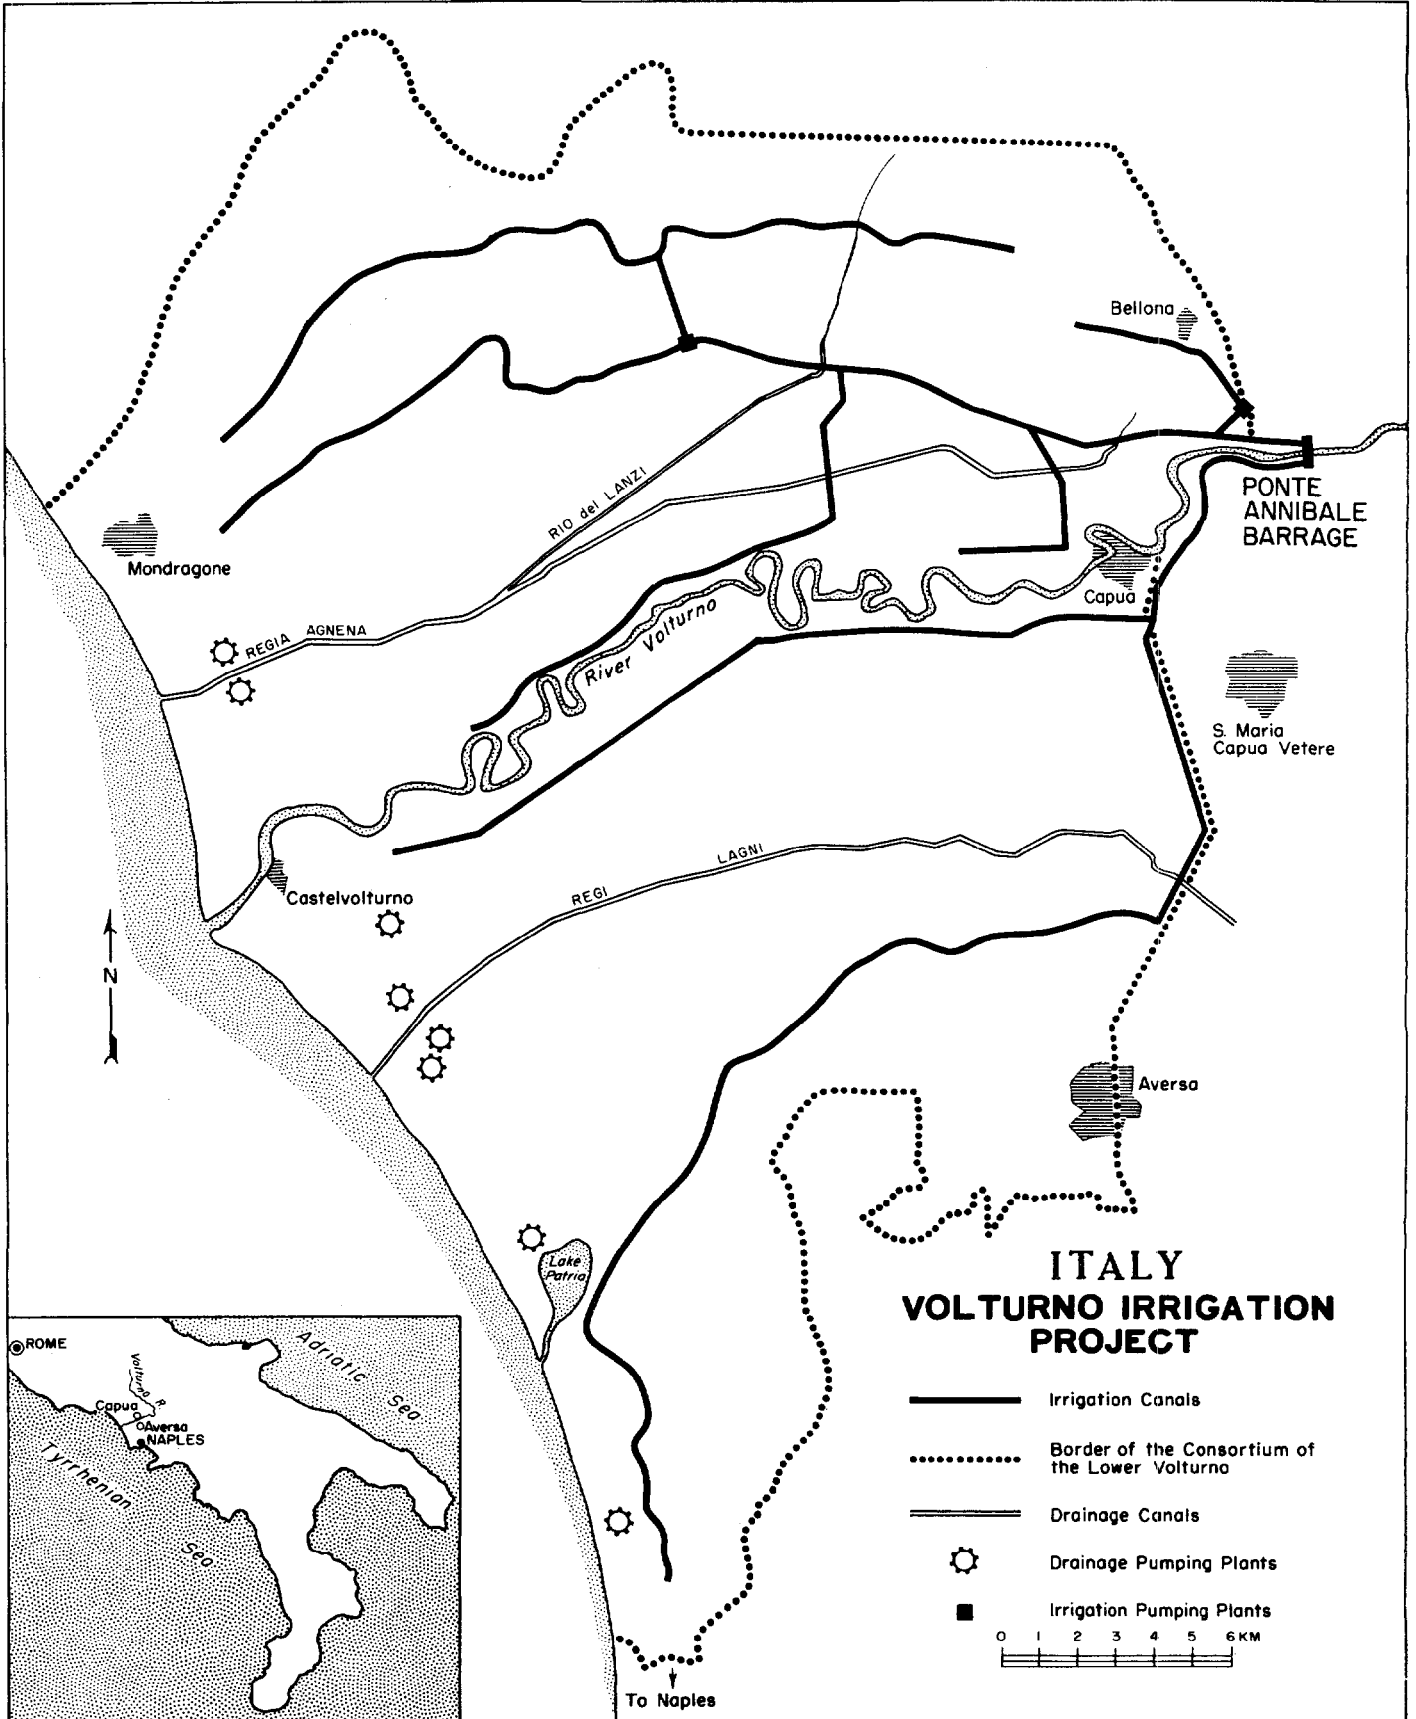 Bellona
PONTE
ANNIBALE
BARRAGE
RIO del LANZI
Mondragone
Capua
REGIA AGNENA
River Volturno
S. Maria
Capua Vetere
LAGNI
REGI
Castelvolturno
N
Aversa
Lake
Patria
ITALY
VOLTURNO IRRIGATION
PROJECT
Irrigation Canals
Border of the Consortium of
the Lower Volturno
Drainage Canals
Drainage Pumping Plants
Irrigation Pumping Plants
0 1 2 3 4 5 6 KM
To Naples
ROME
Adriatic Sea
Volturno R.
Capua
Aversa
NAPLES
Tyrrhenian Sea